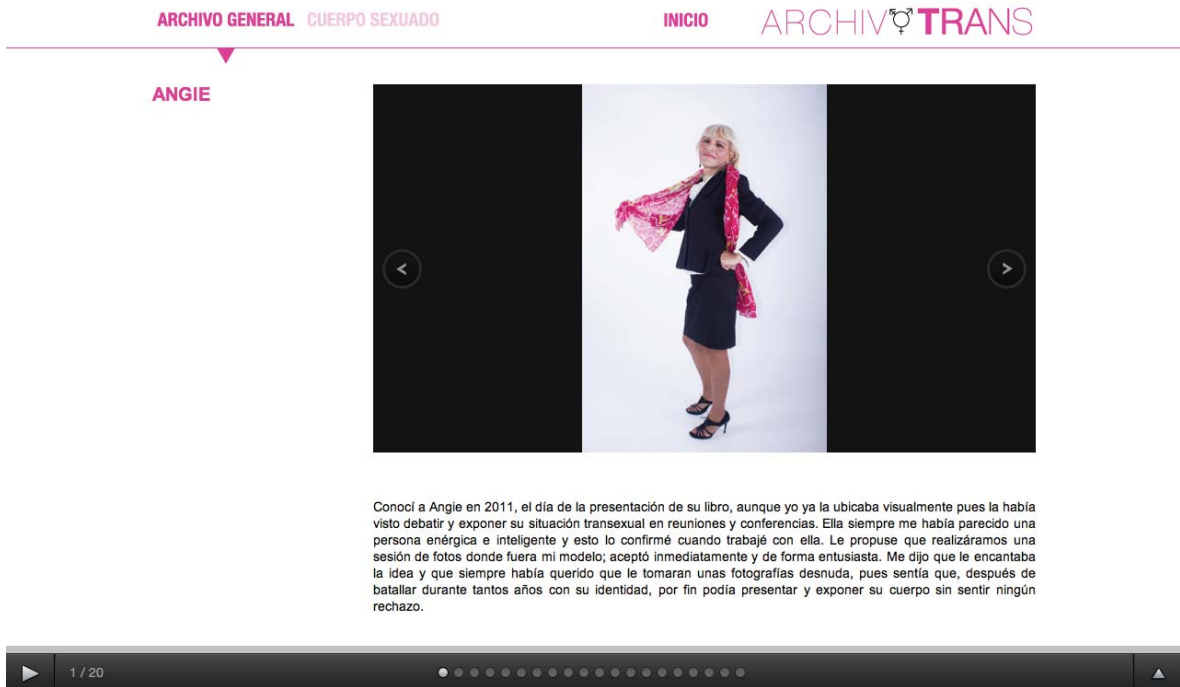 ARCHIVO GENERAL CUERPO SEXUADO INICIO ARCHIVO TRANS
ANGIE
Conocí a Angie en 2011, el día de la presentación de su libro, aunque yo ya la ubicaba visualmente pues la había
visto debatir y exponer su situación transexual en reuniones y conferencias. Ella siempre me había parecido una
persona enérgica e inteligente y esto lo confirmé cuando trabajé con ella. Le propuse que realizáramos una
sesión de fotos donde fuera mi modelo; aceptó inmediatamente y de forma entusiasta. Me dijo que le encantaba
la idea y que siempre había querido que le tomaran unas fotografías desnuda, pues sentía que, después de
batallar durante tantos años con su identidad, por fin podía presentar y exponer su cuerpo sin sentir ningún
rechazo.
1 / 20